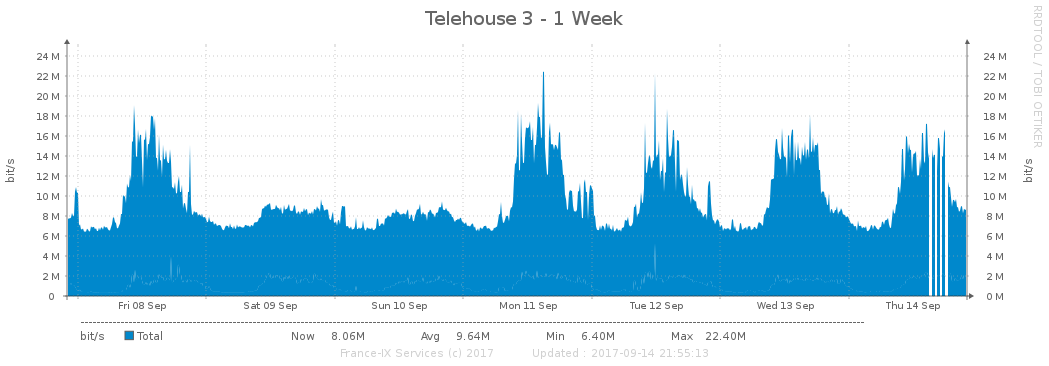 Telehouse 3 - 1 Week
RRDTOOL / TOBI OETIKER
bit/s
24 M 24 M
22 M 22 M
20 M 20 M
18 M 18 M
16 M 16 M
14 M 14 M
12 M 12 M
10 M 10 M
8 M 8 M
6 M 6 M
4 M 4 M
2 M 2 M
0 0 M
bit/s
Fri 08 Sep Sat 09 Sep Sun 10 Sep Mon 11 Sep Tue 12 Sep Wed 13 Sep Thu 14 Sep
bit/s Total Now 8.06M Avg 9.64M Min 6.40M Max 22.40M
France-IX Services (c) 2017 Updated : 2017-09-14 21:55:13